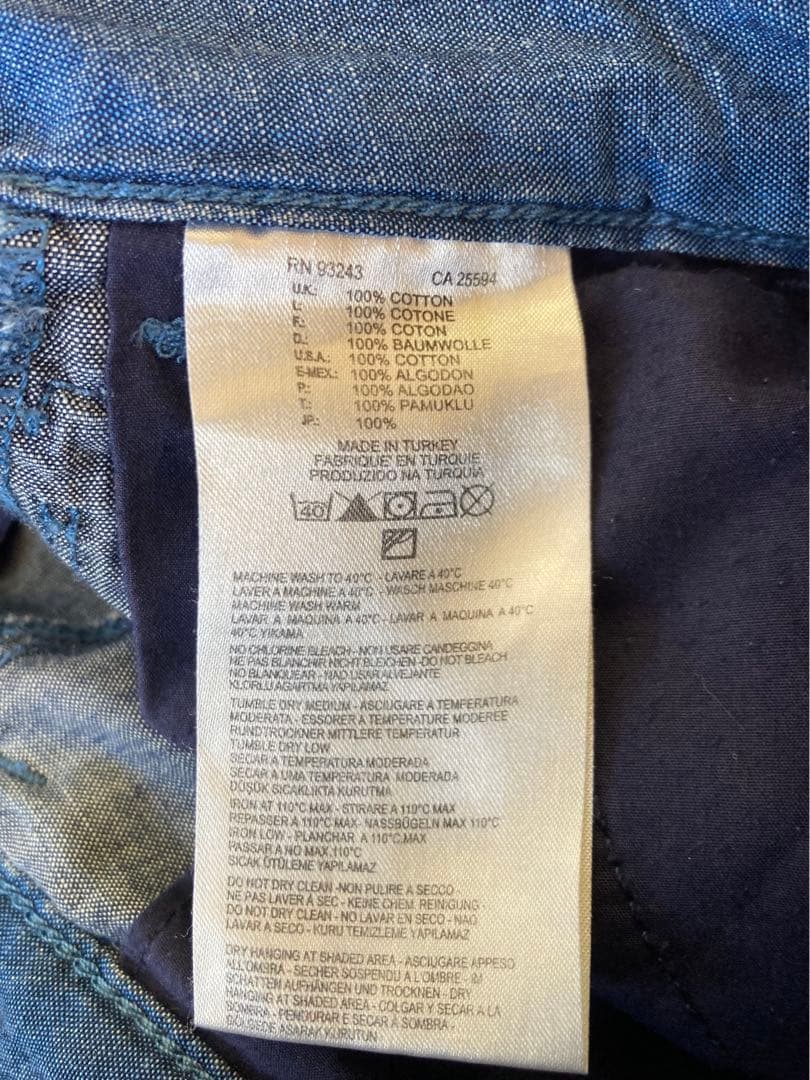 RN 93243 CA 25594
U.K.: 100% COTTON
I.: 100% COTONE
F.: 100% COTON
D.: 100% BAUMWOLLE
U.S.A.: 100% COTTON
E-MEX.: 100% ALGODON
P.: 100% ALGODAO
T.: 100% PAMUKLU
JP.: 100%
MADE IN TURKEY
FABRIQUE' EN TURQUIE
PRODUZIDO NA TURQUIA
40
MACHINE WASH TO 40°C - LAVARE A 40°C
LAVER A MACHINE A 40°C - WASCH MASCHINE 40°C
MACHINE WASH WARM
LAVAR A MAQUINA A 40°C - LAVAR A MAQUINA A 40°C
40°C YIKAMA
NO CHLORINE BLEACH - NON USARE CANDEGGINA
NE PAS BLANCHIR NICHT BLEICHEN - DO NOT BLEACH
NO BLANQUEAR - NAO USAR ALVEJANTE
KLORLU AGARTMA YAPILAMAZ
TUMBLE DRY MEDIUM - ASCIUGARE A TEMPERATURA
MODERATA - ESSORER A TEMPERATURE MODEREE
RUNDTROCKNER MITTLERE TEMPERATUR
TUMBLE DRY LOW
SECAR A TEMPERATURA MODERADA
SECAR A UMA TEMPERATURA MODERADA
DÜŞÜK SICAKLIKTA KURUTMA
IRON AT 110°C MAX - STIRARE A 110°C MAX
REPASSER A 110°C MAX- NASSBÜGELN MAX 110°C
IRON LOW - PLANCHAR A 110°C.MAX
PASSAR A NO MAX.110°C
SICAK ÜTÜLEME YAPILAMAZ
DO NOT DRY CLEAN -NON PULIRE A SECCO -
NE PAS LAVER A SEC - KEINE CHEM. REINIGUNG -
DO NOT DRY CLEAN - NO LAVAR EN SECO - NAO
LAVAR A SECO - KURU TEMIZLEME YAPILAMAZ
DRY HANGING AT SHADED AREA - ASCIUGARE APPESO
ALL'OMBRA - SECHER SOSPENDU A L'OMBRE - IM
SCHATTEN AUFHÄNGEN UND TROCKNEN - DRY
HANGING AT SHADED AREA - COLGAR Y SECAR A LA
SOMBRA - PENDURAR E SECAR A SOMBRA -
GÖLGEDE ASARAK KURUTUN